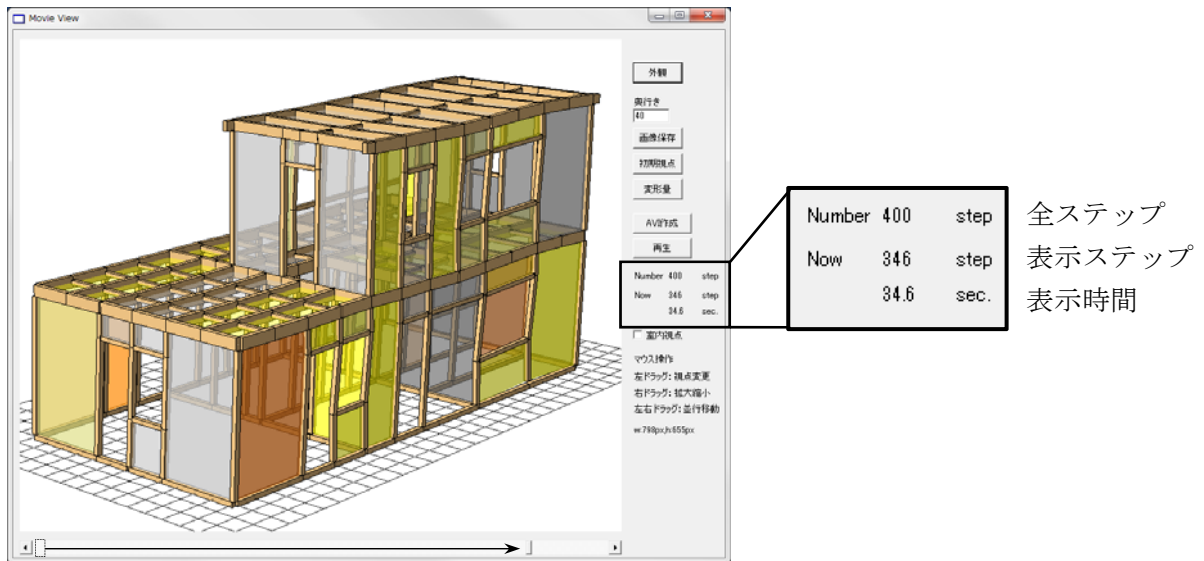 Movie View
外観
奥行き
40
画像保存
初期視点
変形量
AVI作成
再生
Number 400 step
Now 346 step
34.6 sec.
室内視点
マウス操作
左ドラッグ: 視点変更
右ドラッグ: 拡大縮小
左右ドラッグ: 並行移動
w:798px,h:655px
Number 400 step 全ステップ
Now 346 step 表示ステップ
34.6 sec. 表示時間